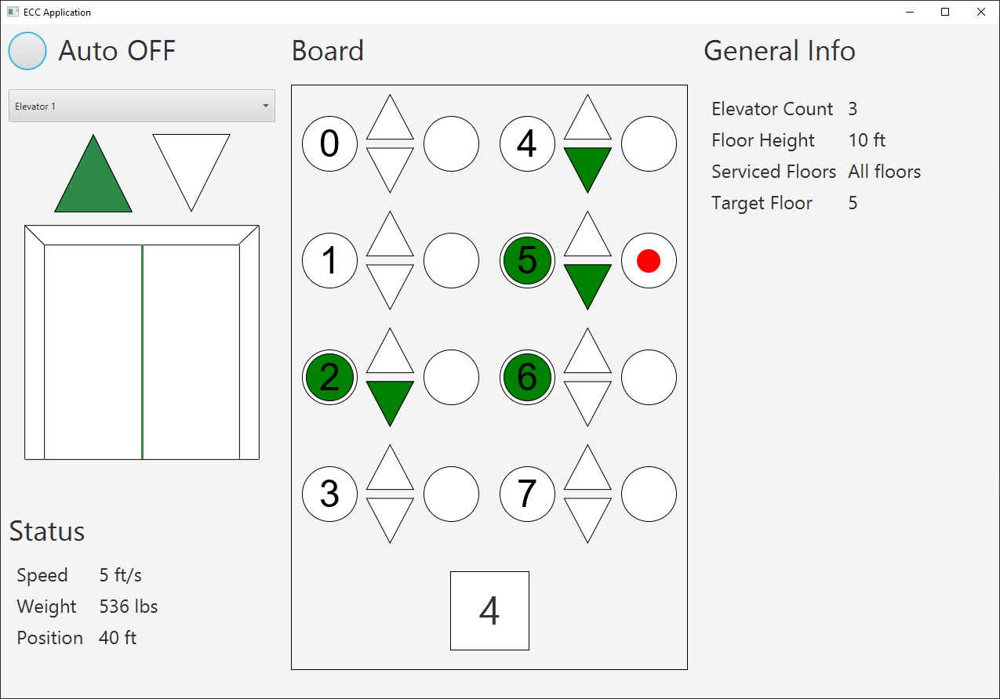 ECC Application
Auto OFF
Elevator 1
Status
Speed 5 ft/s
Weight 536 lbs
Position 40 ft
Board
0 4
1 5
2 6
3 7
4
General Info
Elevator Count 3
Floor Height 10 ft
Serviced Floors All floors
Target Floor 5